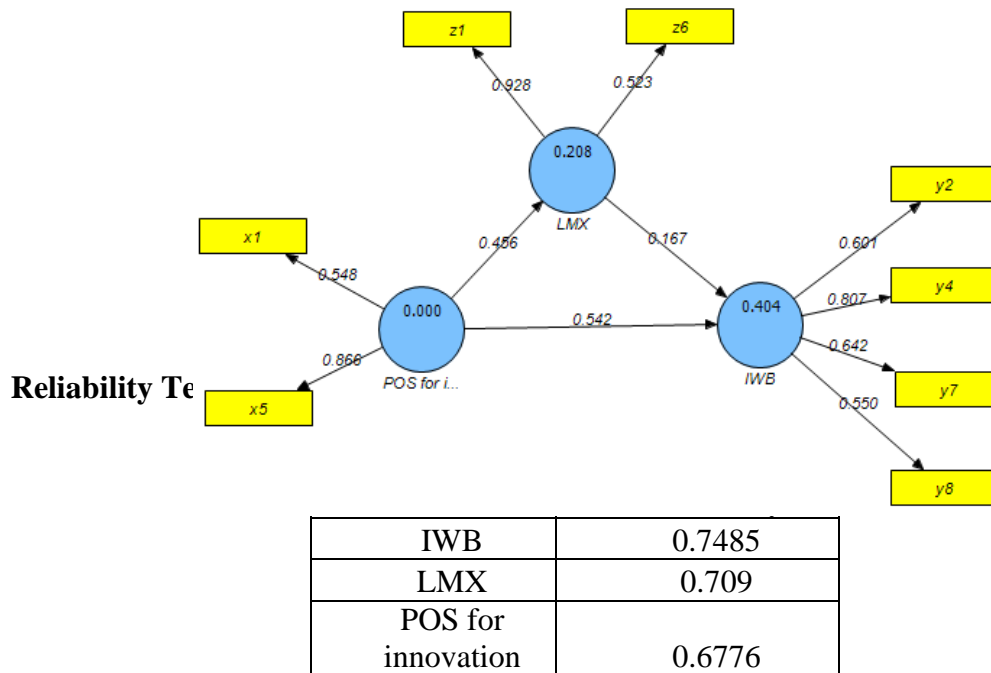 z1
z6
0.928
0.523
0.208
LMX
y2
x1
0.456
0.167
0.601
0.548
y4
0.000
0.542
0.404
0.807
0.866
0.642
Reliability Te
POS for i...
IWB
y7
x5
0.550
y8
IWB 0.7485
LMX 0.709
POS for
innovation 0.6776